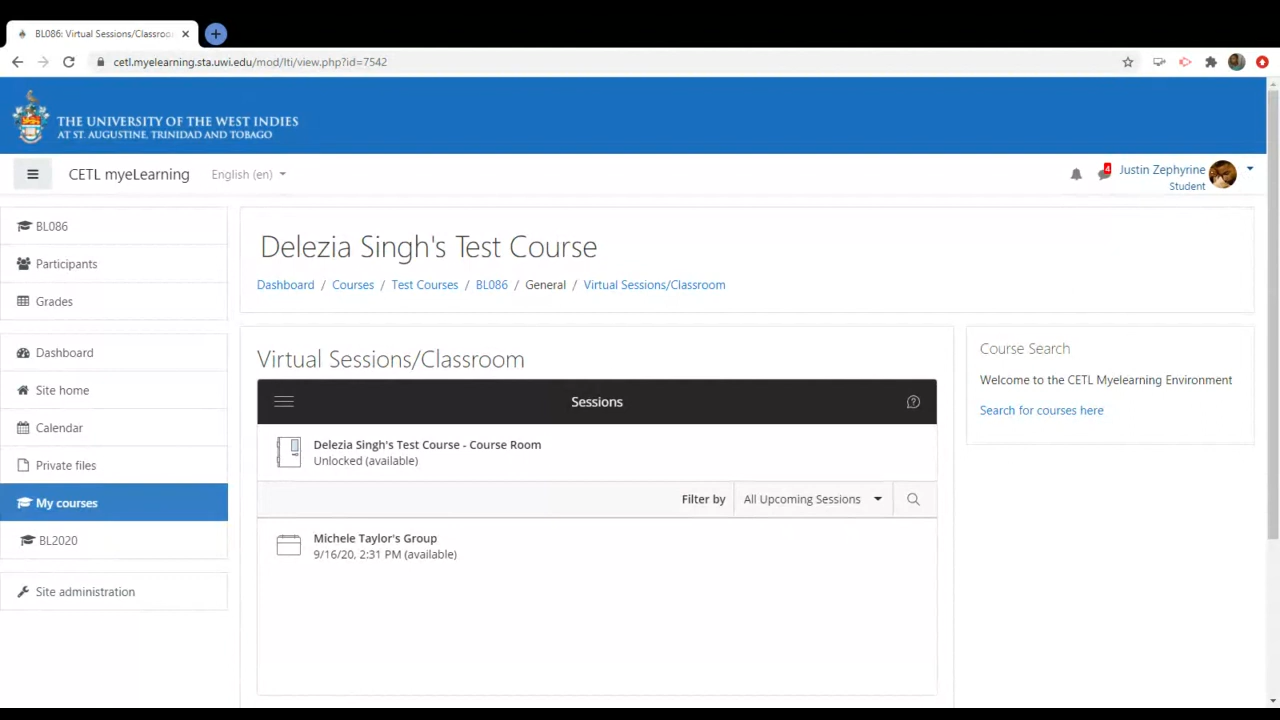 BL086: Virtual Sessions/Classroo
cetl.myelearning.sta.uwi.edu/mod/lti/view.php?id=7542
THE UNIVERSITY OF THE WEST INDIES
AT ST. AUGUSTINE, TRINIDAD AND TOBAGO
CETL myeLearning
English (en)
4
Justin Zephyrine
Student
BL086
Participants
Grades
Dashboard
Site home
Calendar
Private files
My courses
BL2020
Site administration
Delezia Singh's Test Course
Dashboard / Courses / Test Courses / BL086 / General / Virtual Sessions/Classroom
Virtual Sessions/Classroom
Sessions
Delezia Singh's Test Course - Course Room
Unlocked (available)
Filter by All Upcoming Sessions
Michele Taylor's Group
9/16/20, 2:31 PM (available)
Course Search
Welcome to the CETL Myelearning Environment
Search for courses here